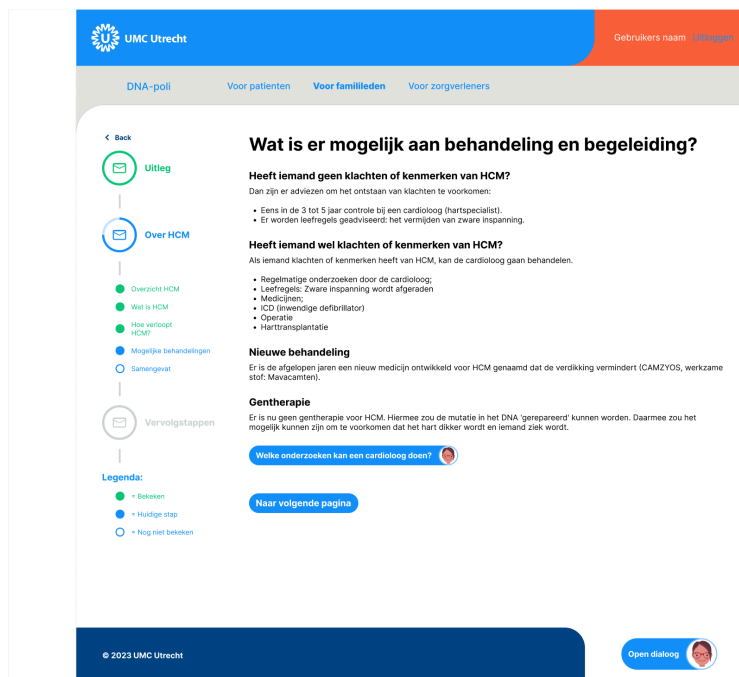 UMC Utrecht
Gebruikers naam Uitloggen
DNA-poli
Voor patienten
Voor familileden
Voor zorgverleners
Back
Uitleg
Over HCM
Overzicht HCM
Wat is HCM
Hoe verloopt
HCM?
Mogelijke behandelingen
Samengevat
Vervolgstappen
Legenda:
= Bekeken
= Huidige stap
= Nog niet bekeken
Wat is er mogelijk aan behandeling en begeleiding?
Heeft iemand geen klachten of kenmerken van HCM?
Dan zijn er adviezen om het ontstaan van klachten te voorkomen:
• Eens in de 3 tot 5 jaar controle bij een cardioloog (hartspecialist).
• Er worden leefregels geadviseerd: het vermijden van zware inspanning.
Heeft iemand wel klachten of kenmerken van HCM?
Als iemand klachten of kenmerken heeft van HCM, kan de cardioloog gaan behandelen.
• Regelmatige onderzoeken door de cardioloog;
• Leefregels: Zware inspanning wordt afgeraden
• Medicijnen;
• ICD (inwendige defibrillator)
• Operatie
• Harttransplantatie
Nieuwe behandeling
Er is de afgelopen jaren een nieuw medicijn ontwikkeld voor HCM genaamd dat de verdikking vermindert (CAMZYOS, werkzame
stof: Mavacamten).
Gentherapie
Er is nu geen gentherapie voor HCM. Hiermee zou de mutatie in het DNA 'gerepareerd' kunnen worden. Daarmee zou het
mogelijk kunnen zijn om te voorkomen dat het hart dikker wordt en iemand ziek wordt.
Welke onderzoeken kan een cardioloog doen?
Naar volgende pagina
© 2023 UMC Utrecht
Open dialoog